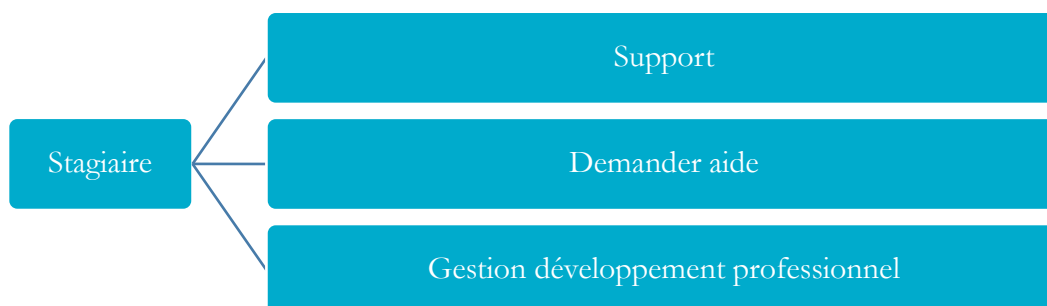 Support
Stagiaire
Demander aide
Gestion développement professionnel